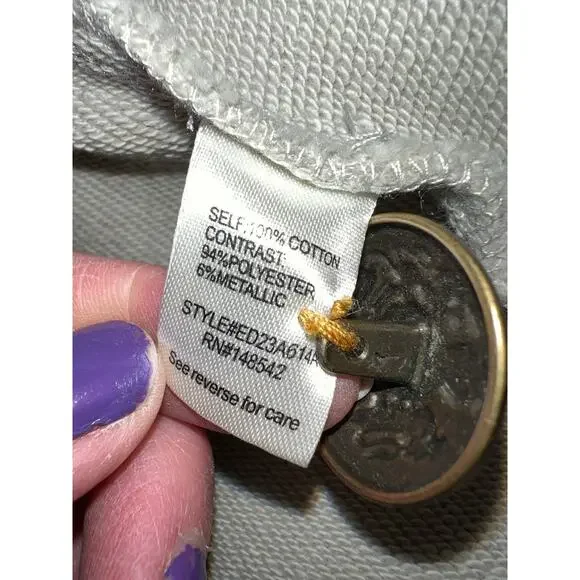 SELF:100% COTTON
CONTRAST:
94%POLYESTER
6%METALLIC
STYLE#ED23A614
RN#148542
See reverse for care